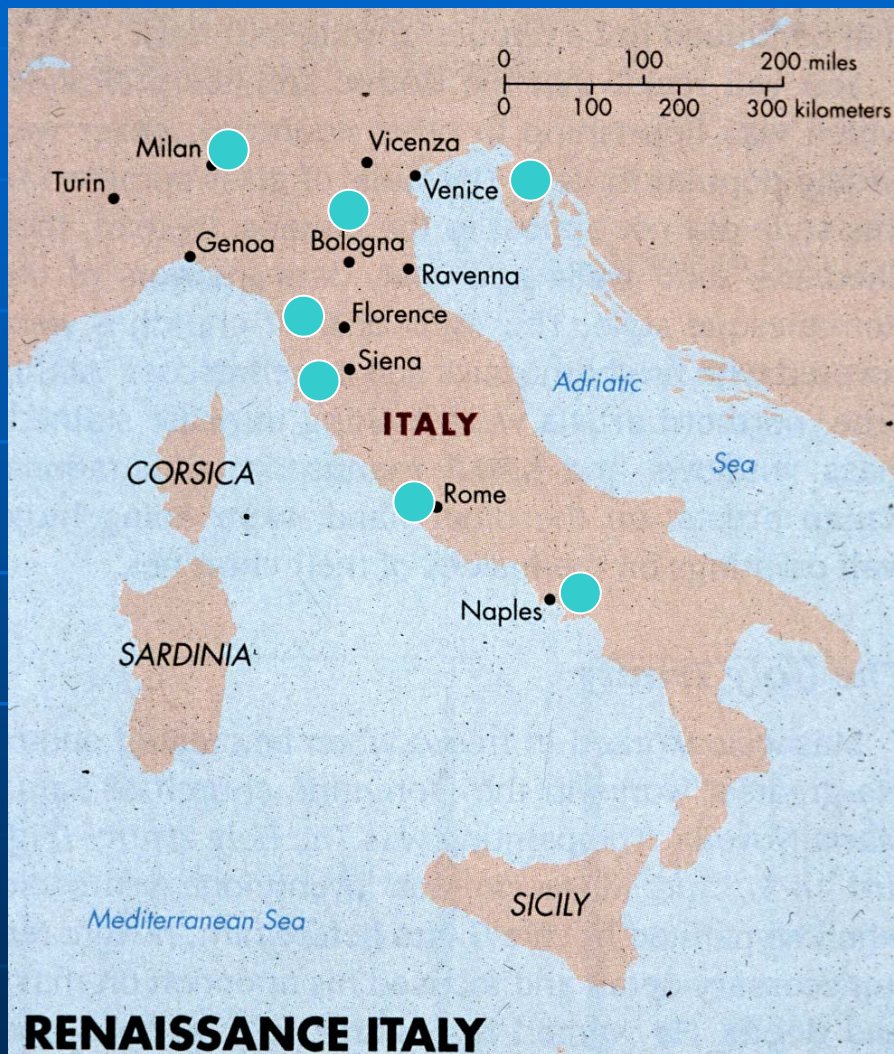 0 100 200 miles
0 100 200 300 kilometers
Milan
Vicenza
Turin
Venice
Genoa
Bologna
Ravenna
Florence
Siena
Adriatic
Sea
ITALY
CORSICA
Rome
Naples
SARDINIA
SICILY
Mediterranean Sea
RENAISSANCE ITALY